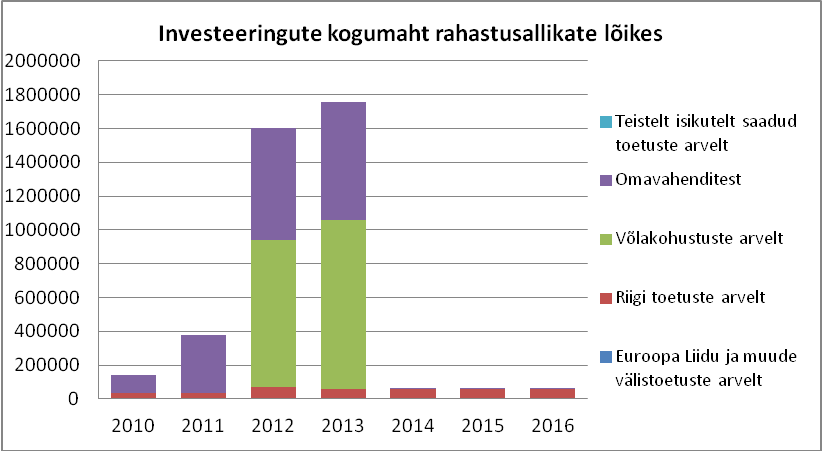 Investeeringute kogumaht rahastusallikate lõikes
2000000
1800000
1600000
1400000
1200000
1000000
800000
600000
400000
200000
0
2010 2011 2012 2013 2014 2015 2016
Teistelt isikutelt saadud
toetuste arvelt
Omavahenditest
Võlakohustuste arvelt
Riigi toetuste arvelt
Euroopa Liidu ja muude
välistoetuste arvelt